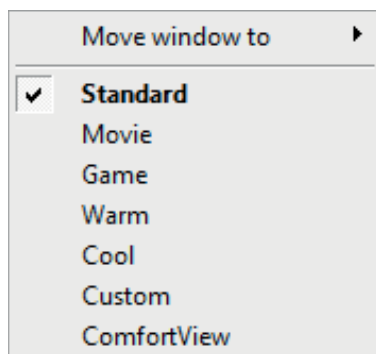 Move window to
Standard
Movie
Game
Warm
Cool
Custom
ComfortView